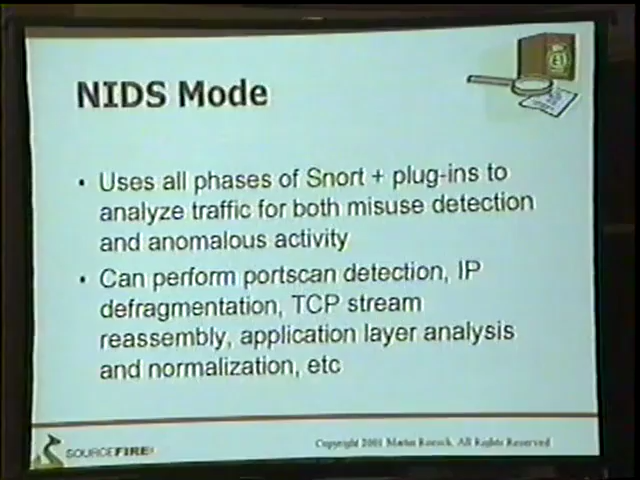 NIDS Mode
• Uses all phases of Snort + plug-ins to
analyze traffic for both misuse detection
and anomalous activity
• Can perform portscan detection, IP
defragmentation, TCP stream
reassembly, application layer analysis
and normalization, etc
SOURCEFIRE
Copyright 2001 Martin Roesch, All Rights Reserved